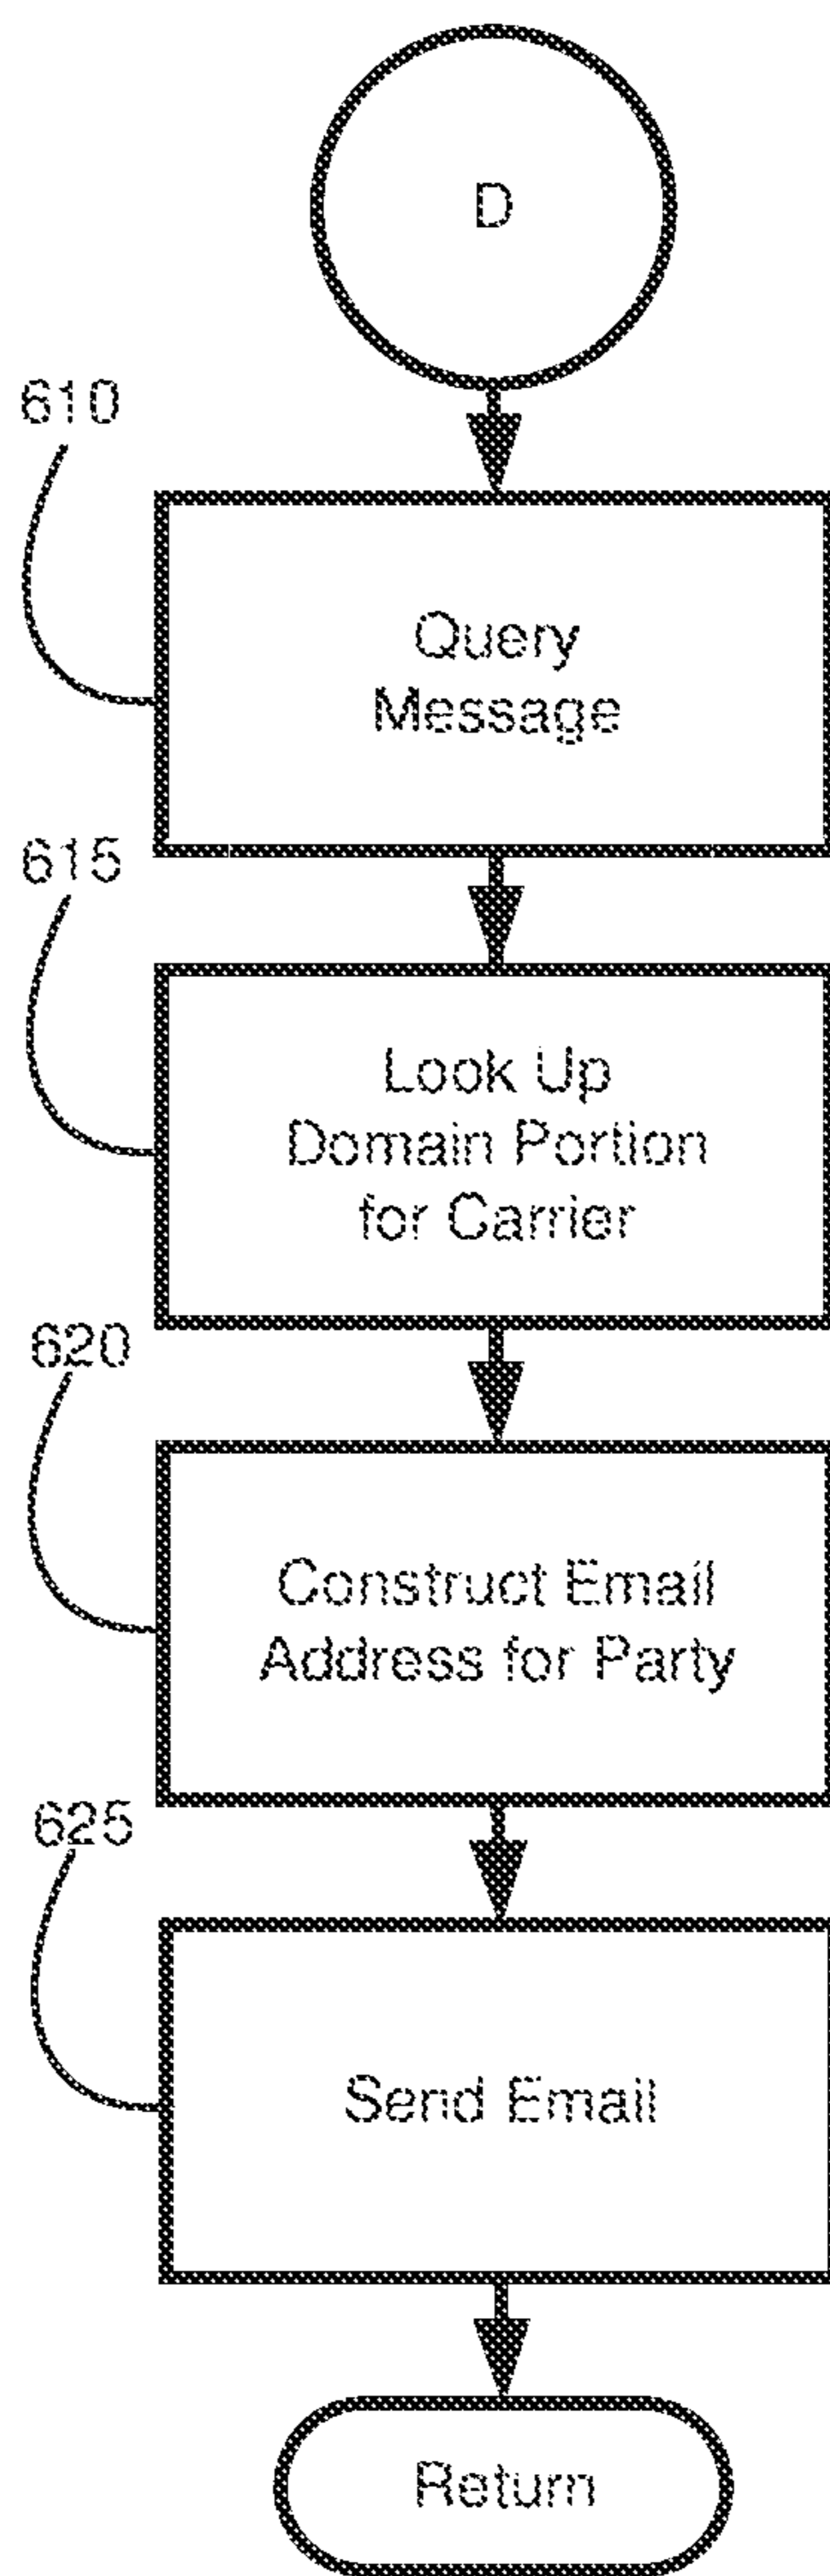 D
610
Query
Message
615
Look Up
Domain Portion
for Carrier
620
Construct Email
Address for Party
625
Send Email
Return